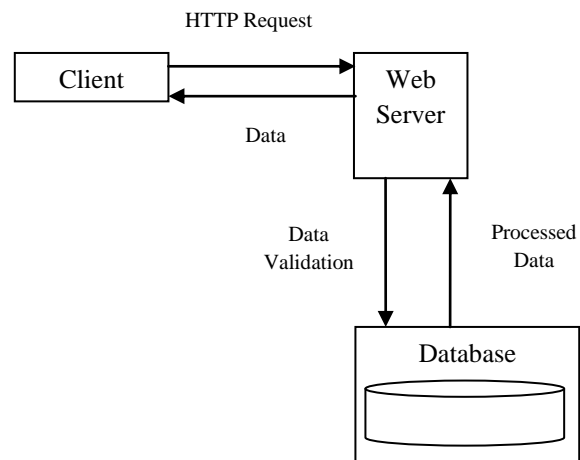 HTTP Request
Client
Web
Server
Data
Data
Validation
Processed
Data
Database